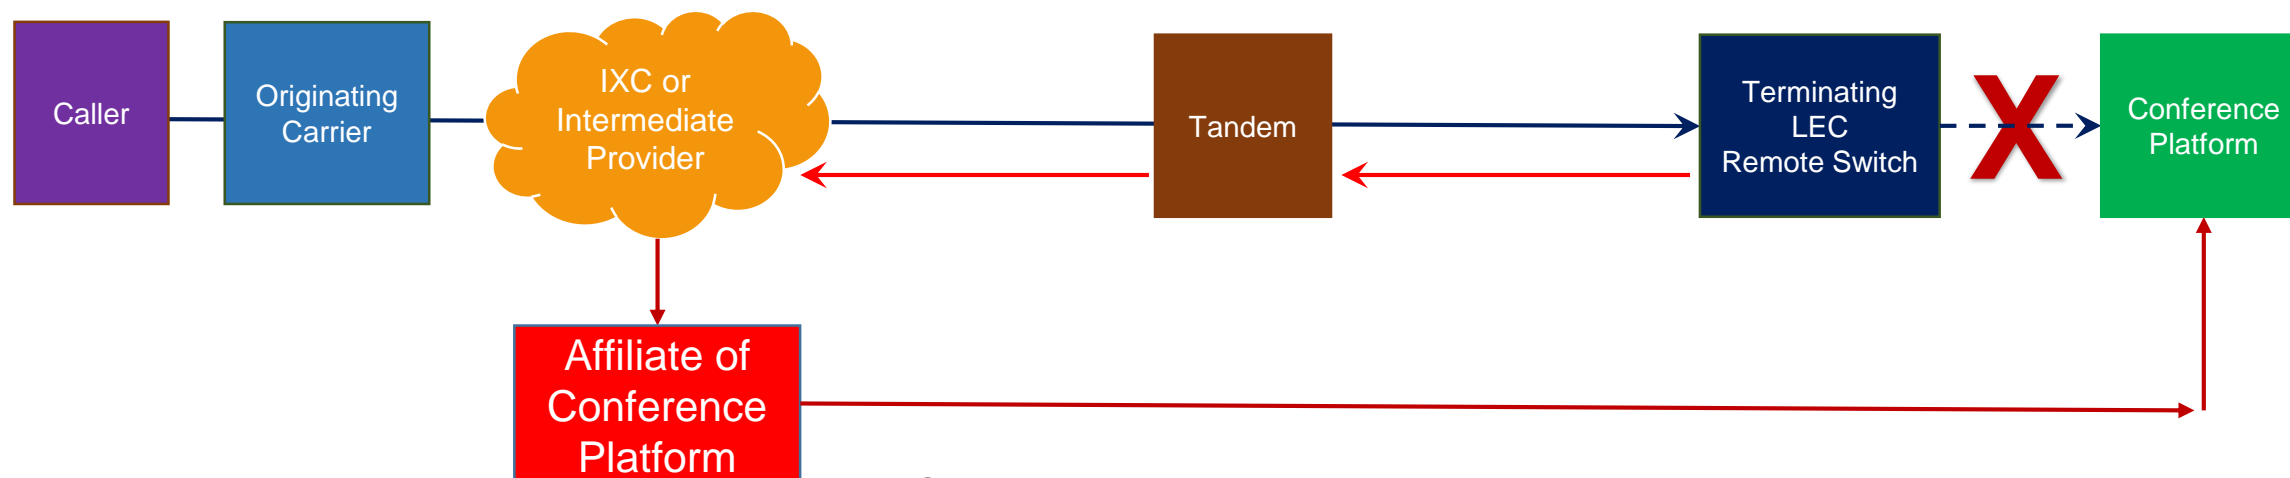 Caller
Originating
Carrier
IXC or
Intermediate
Provider
Tandem
Terminating
LEC
Remote Switch
X
Conference
Platform
Affiliate of
Conference
Platform